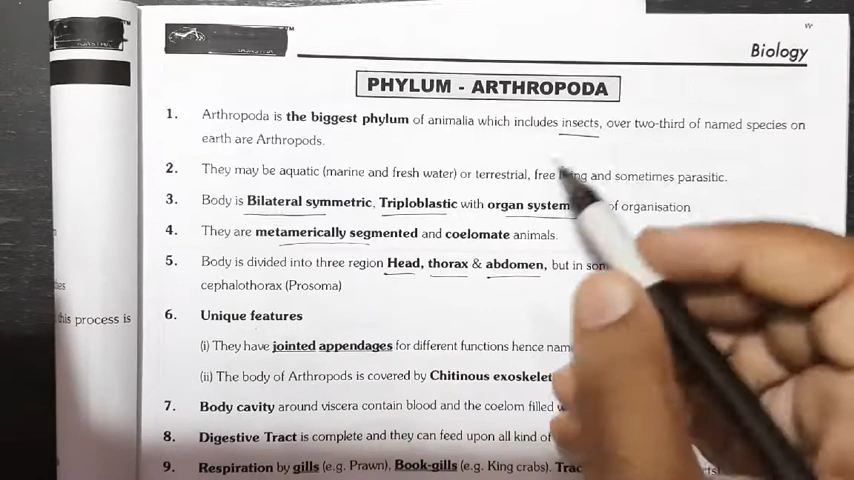 Biology
PHYLUM - ARTHROPODA
1. Arthropoda is the biggest phylum of animalia which includes insects, over two-third of named species on
earth are Arthropods.
2. They may be aquatic (marine and fresh water) or terrestrial, free living and sometimes parasitic.
3. Body is Bilateral symmetric, Triploblastic with organ system of organisation
4. They are metamerically segmented and coelomate animals.
5. Body is divided into three region Head, thorax & abdomen, but in
cephalothorax (Prosoma)
this process is
6. Unique features
(i) They have jointed appendages for different functions hence
(ii) The body of Arthropods is covered by Chitinous
7. Body cavity around viscera contain blood and the coelom filled
8. Digestive Tract is complete and they can feed upon all kind of
9. Respiration by gills (e.g. Prawn), Book-gills (e.g. King crabs).